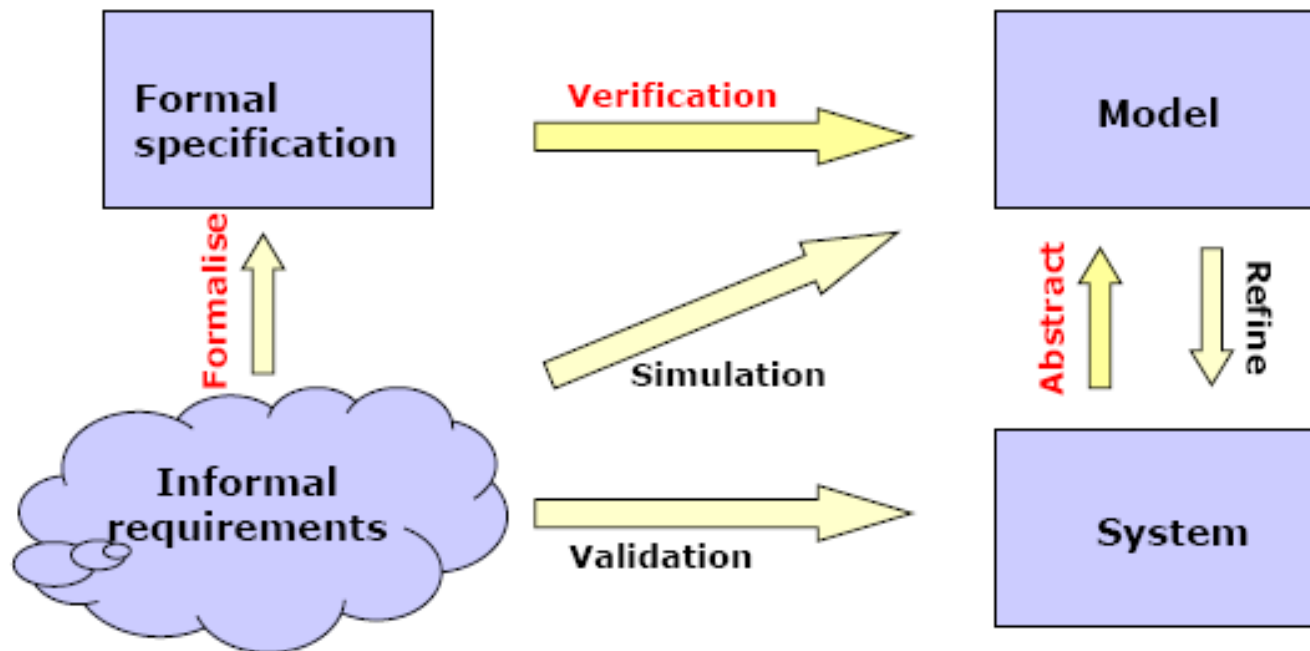 Formal
specification
Verification
Model
Formalise
Simulation
Abstract
Refine
Informal
requirements
Validation
System